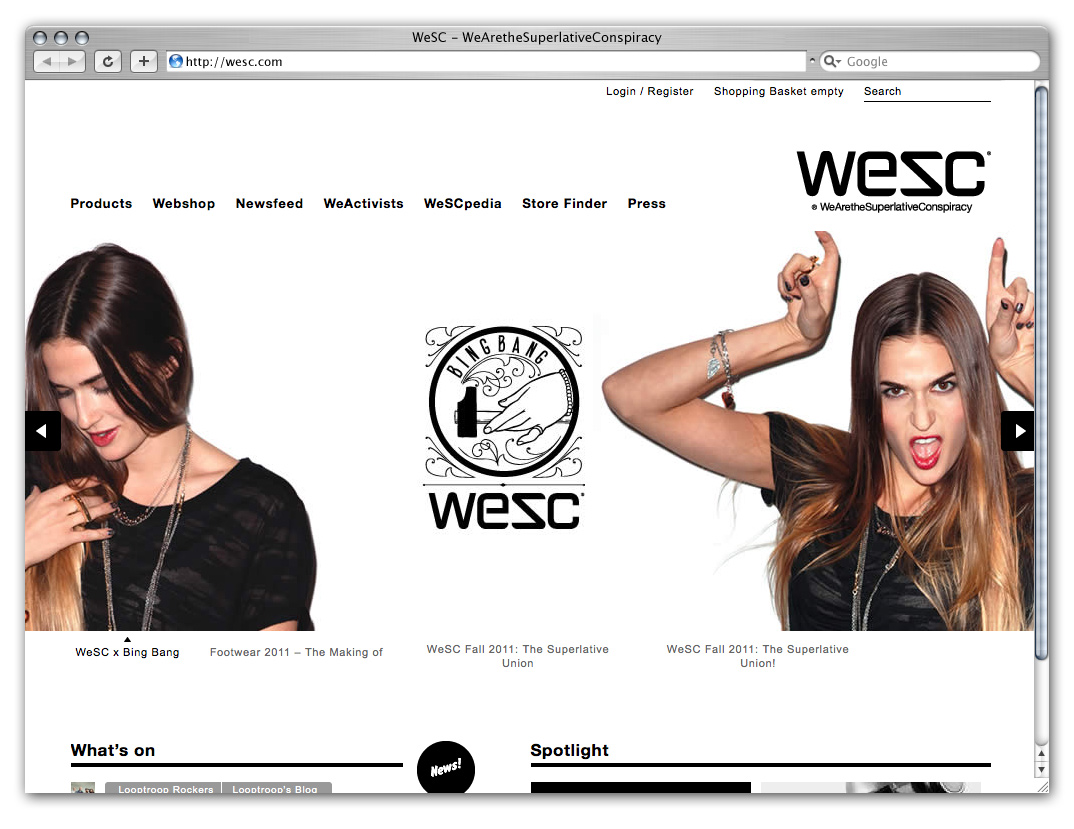 WeSC – WeAretheSuperlativeConspiracy
http://wesc.com
Google
Login / Register
Shopping Basket empty
Search
wesc
® WeAretheSuperlativeConspiracy
Products
Webshop
Newsfeed
WeActivists
WeSCpedia
Store Finder
Press
BING BANG
wesc
WeSC x Bing Bang
Footwear 2011 – The Making of
WeSC Fall 2011: The Superlative
Union
WeSC Fall 2011: The Superlative
Union!
What's on
News!
Spotlight
Looptroop Rockers
Looptroop's Blog